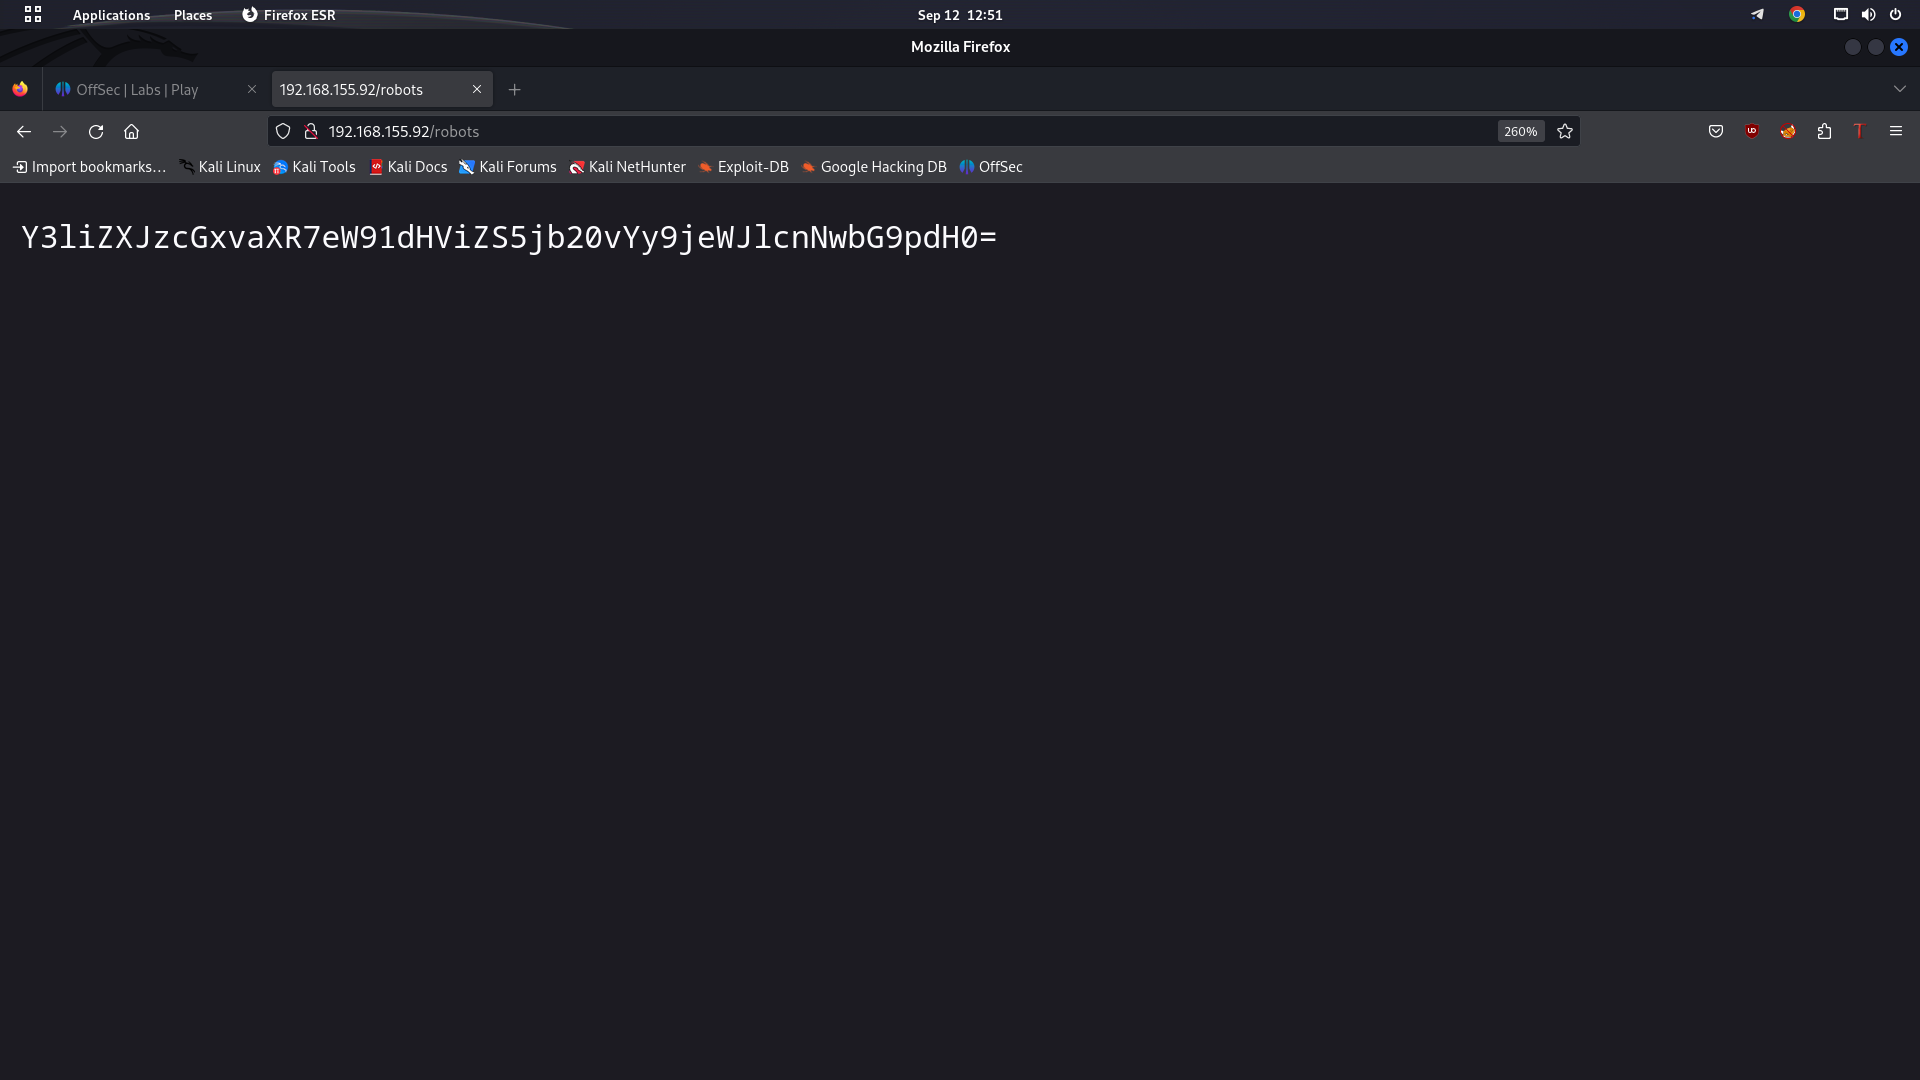 Applications Places Firefox ESR Sep 12 12:51
Mozilla Firefox
OffSec | Labs | Play 192.168.155.92/robots
192.168.155.92/robots 260%
Import bookmarks... Kali Linux Kali Tools Kali Docs Kali Forums Kali NetHunter Exploit-DB Google Hacking DB OffSec
Y3liZXJzcGxvaXR7eW91dHViZS5jb20vYy9jeWJlcnNwbG9pdH0=